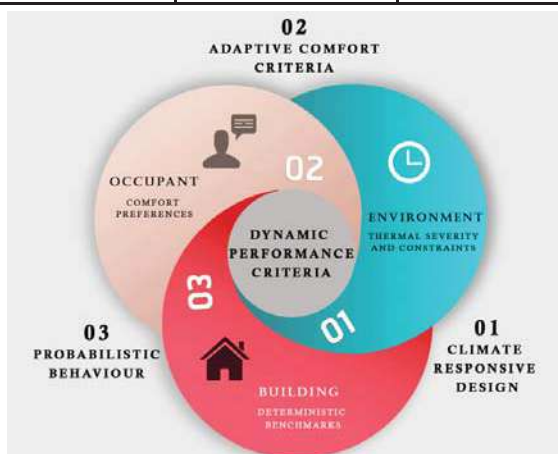 02
ADAPTIVE COMFORT
CRITERIA
02
OCCUPANT
COMFORT
PREFERENCES
ENVIRONMENT
THERMAL SEVERITY
AND CONSTRAINTS
DYNAMIC
PERFORMANCE
CRITERIA
03
01
03
PROBABILISTIC
BEHAVIOUR
01
CLIMATE
RESPONSIVE
DESIGN
BUILDING
DETERMINISTIC
BENCHMARKS